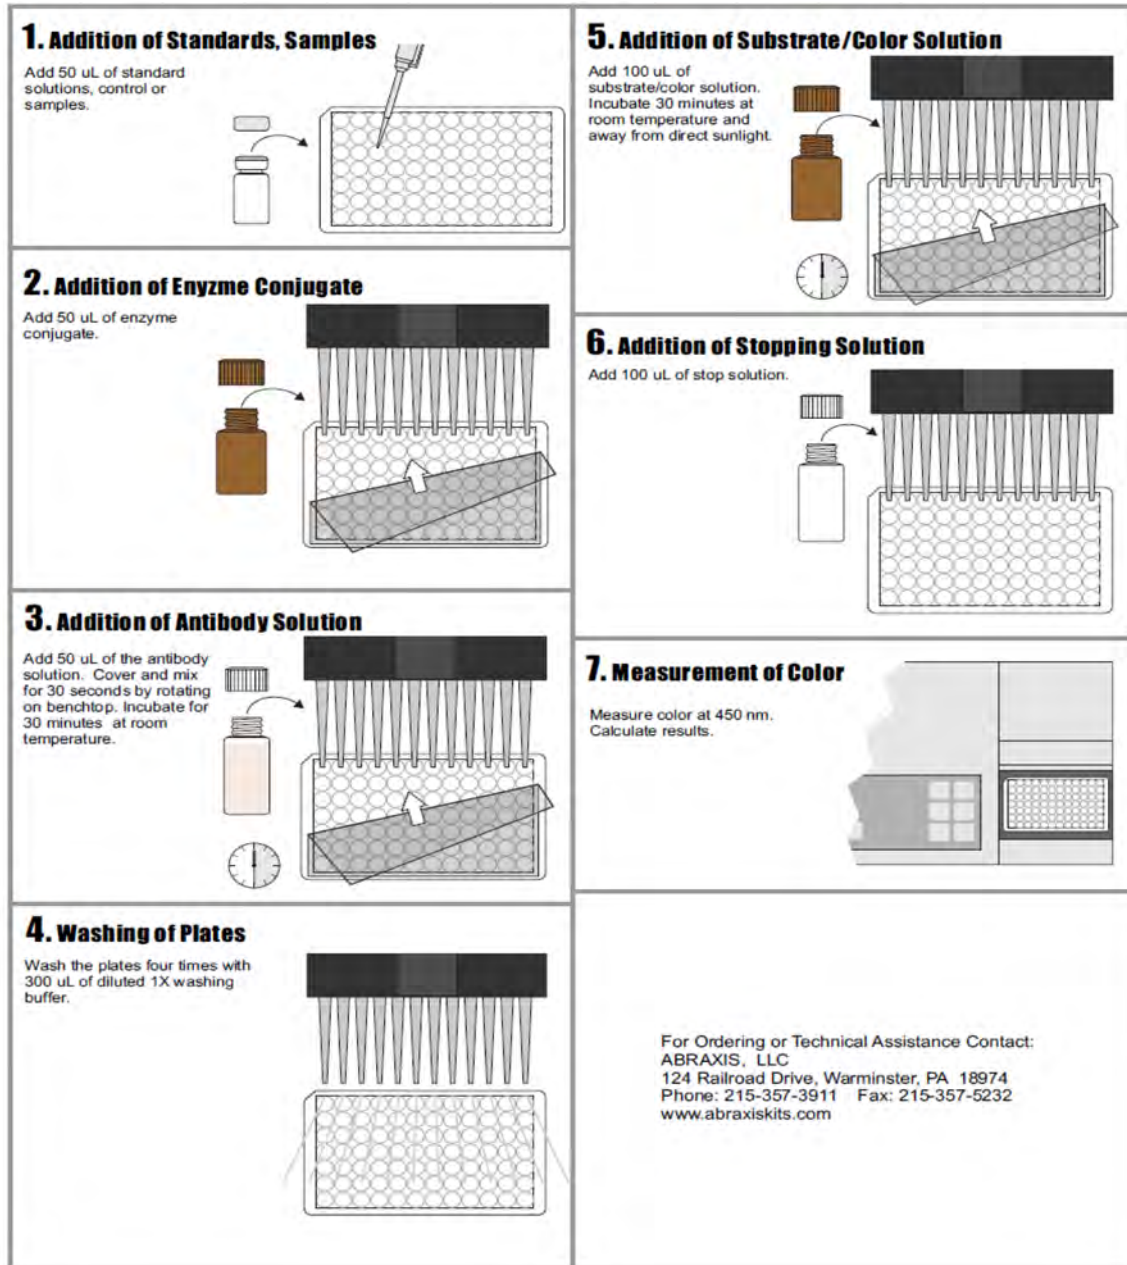 1. Addition of Standards, Samples
Add 50 uL of standard
solutions, control or
samples.
2. Addition of Enyzme Conjugate
Add 50 uL of enzyme
conjugate.
3. Addition of Antibody Solution
Add 50 uL of the antibody
solution. Cover and mix
for 30 seconds by rotating
on benchtop. Incubate for
30 minutes at room
temperature.
4. Washing of Plates
Wash the plates four times with
300 uL of diluted 1X washing
buffer.
5. Addition of Substrate/Color Solution
Add 100 uL of
substrate/color solution.
Incubate 30 minutes at
room temperature and
away from direct sunlight.
6. Addition of Stopping Solution
Add 100 uL of stop solution.
7. Measurement of Color
Measure color at 450 nm.
Calculate results.
For Ordering or Technical Assistance Contact:
ABRAXIS, LLC
124 Railroad Drive, Warminster, PA 18974
Phone: 215-357-3911 Fax: 215-357-5232
www.abraxiskits.com